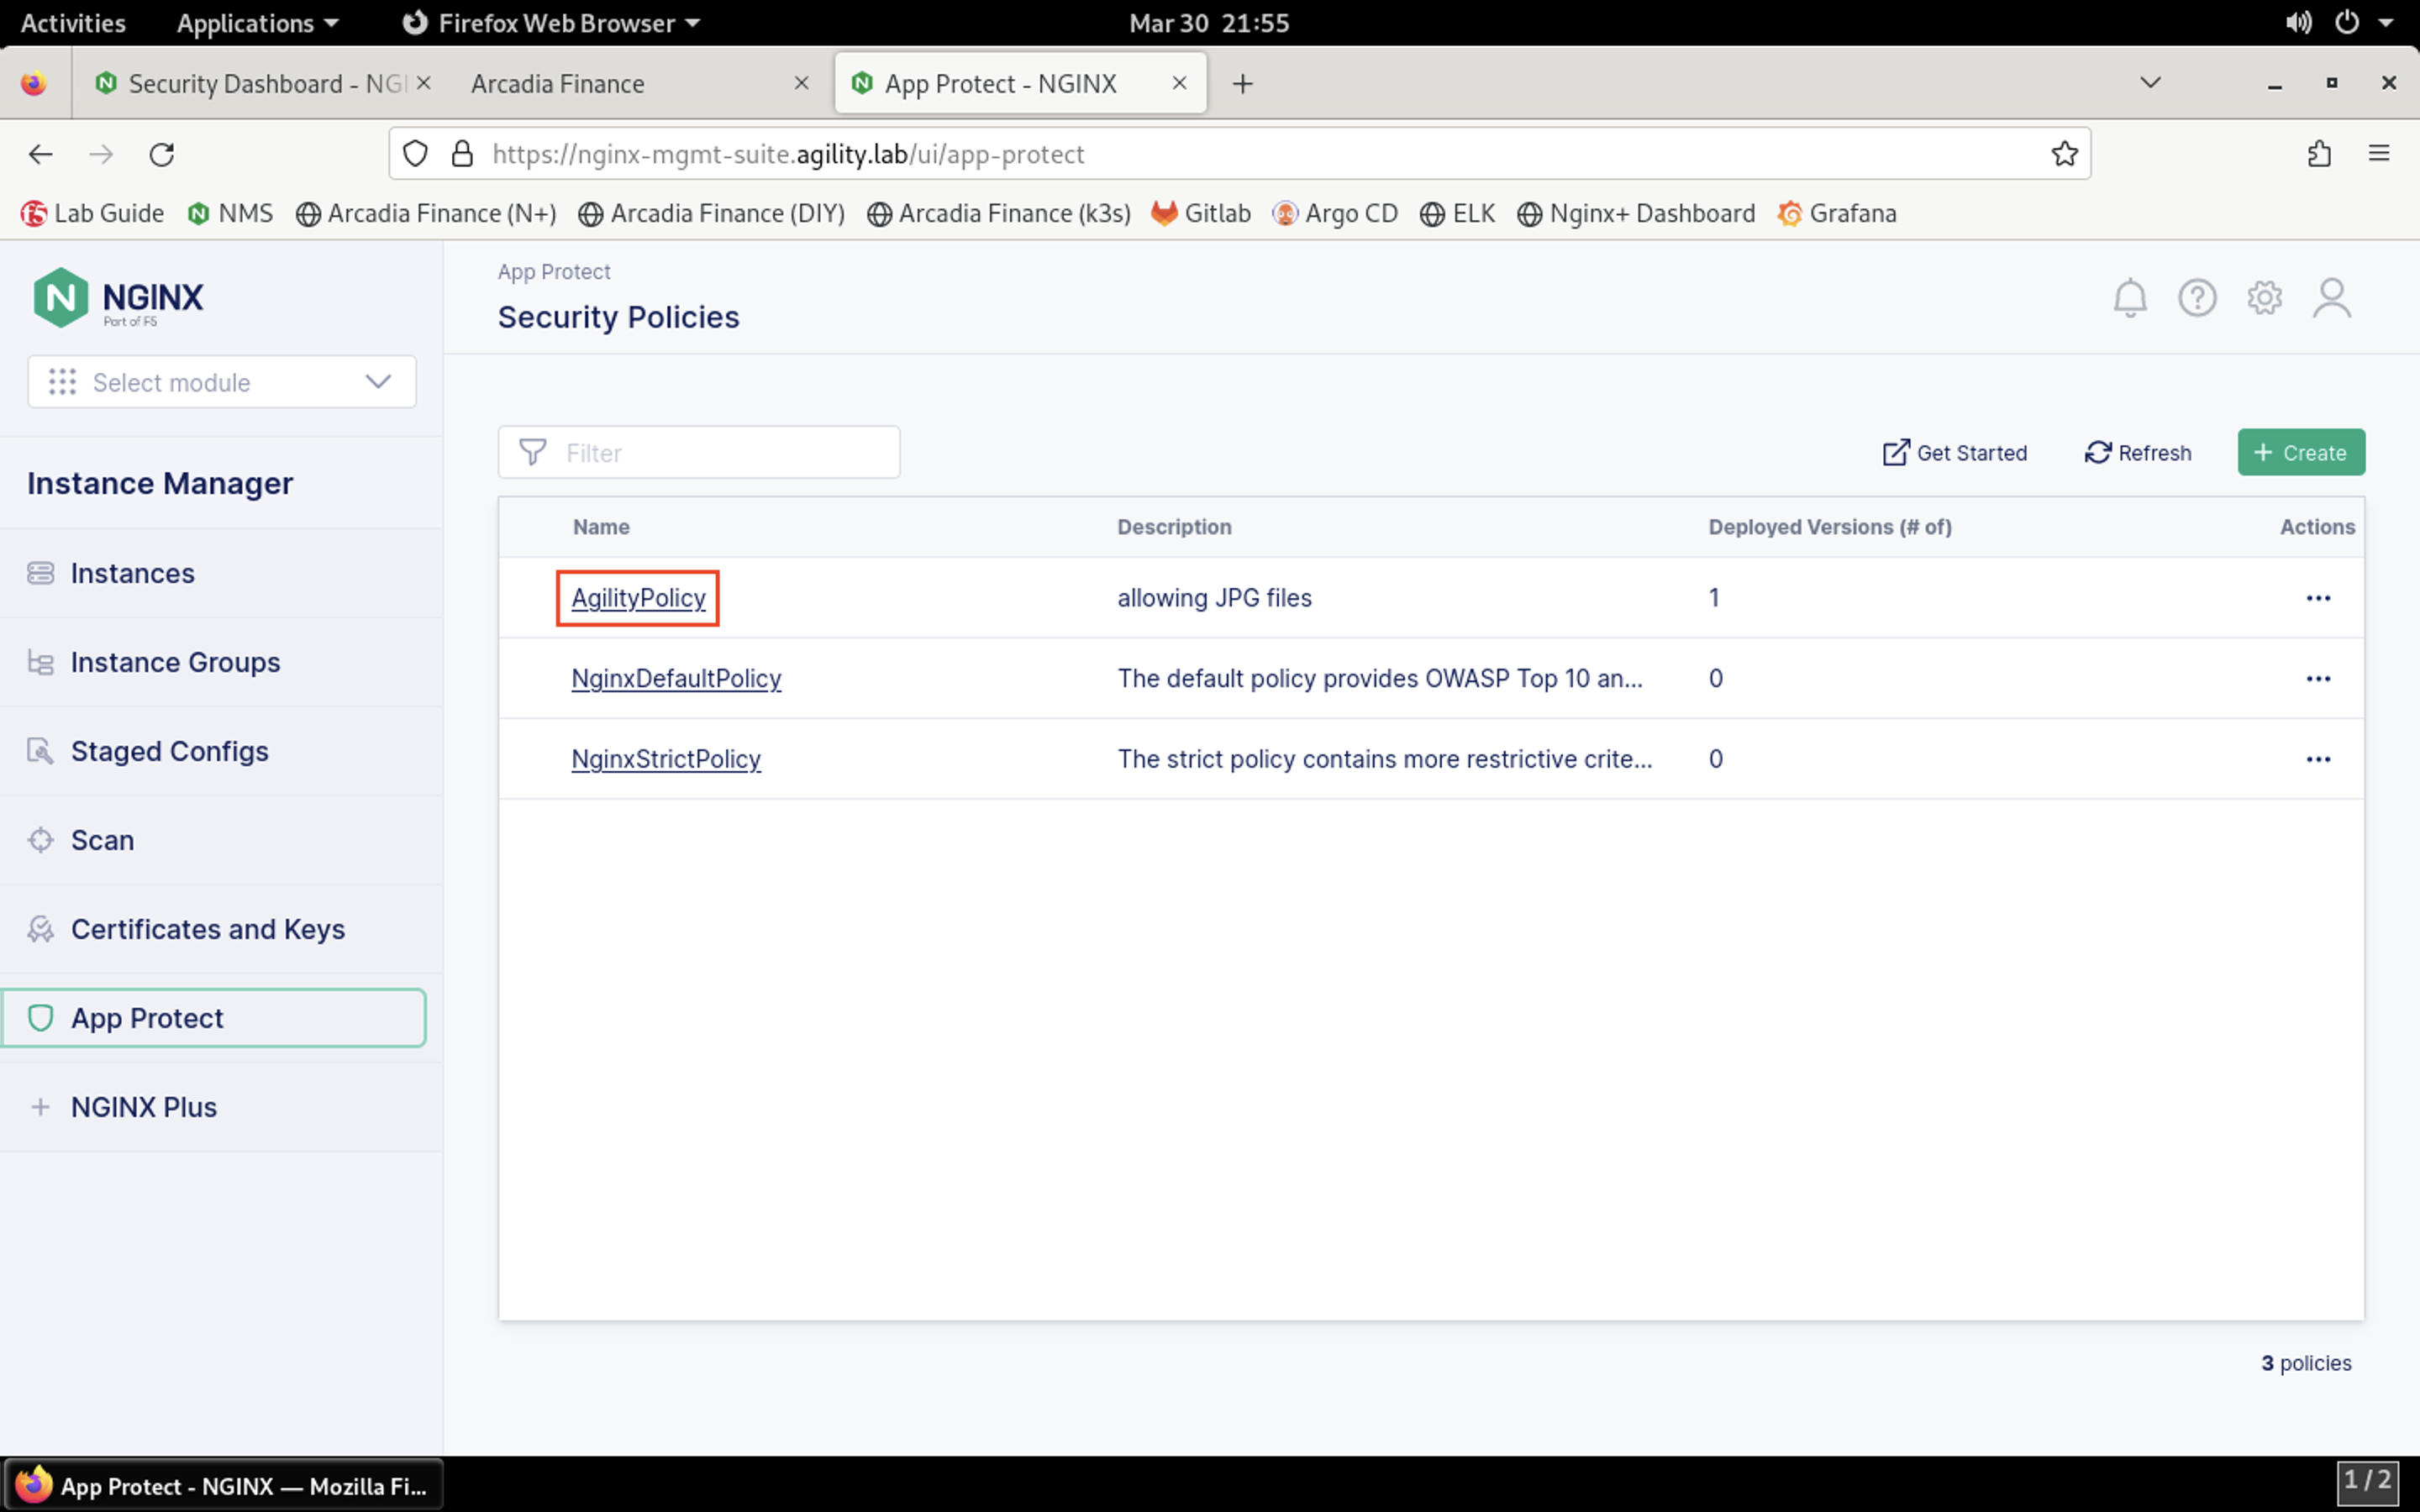 Activities Applications Firefox Web Browser Mar 30 21:55
Security Dashboard - NGI Arcadia Finance App Protect - NGINX
https://nginx-mgmt-suite.agility.lab/ui/app-protect
Lab Guide NMS Arcadia Finance (N+) Arcadia Finance (DIY) Arcadia Finance (k3s) Gitlab Argo CD ELK Nginx+ Dashboard Grafana
NGINX
Part of F5
Select module
Instance Manager
Instances
Instance Groups
Staged Configs
Scan
Certificates and Keys
App Protect
NGINX Plus
App Protect
Security Policies
Filter Get Started Refresh + Create
Name Description Deployed Versions (# of) Actions
AgilityPolicy allowing JPG files 1 ...
NginxDefaultPolicy The default policy provides OWASP Top 10 an... 0 ...
NginxStrictPolicy The strict policy contains more restrictive crite... 0 ...
3 policies
App Protect - NGINX — Mozilla Fi... 1 / 2